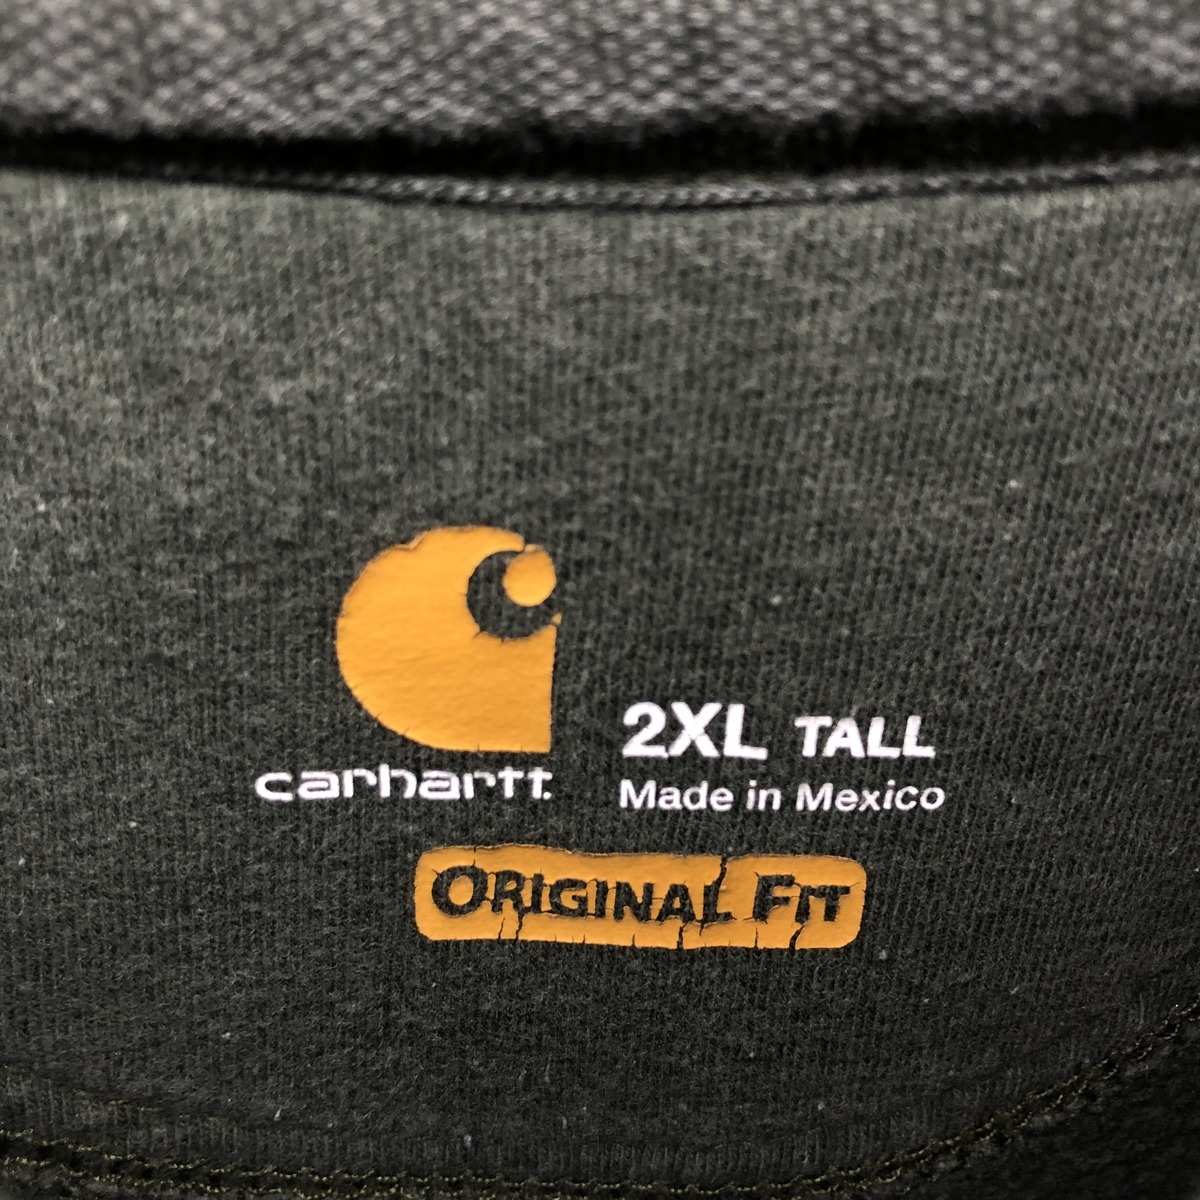 carhartt.
2XL TALL
Made in Mexico
ORIGINAL FIT